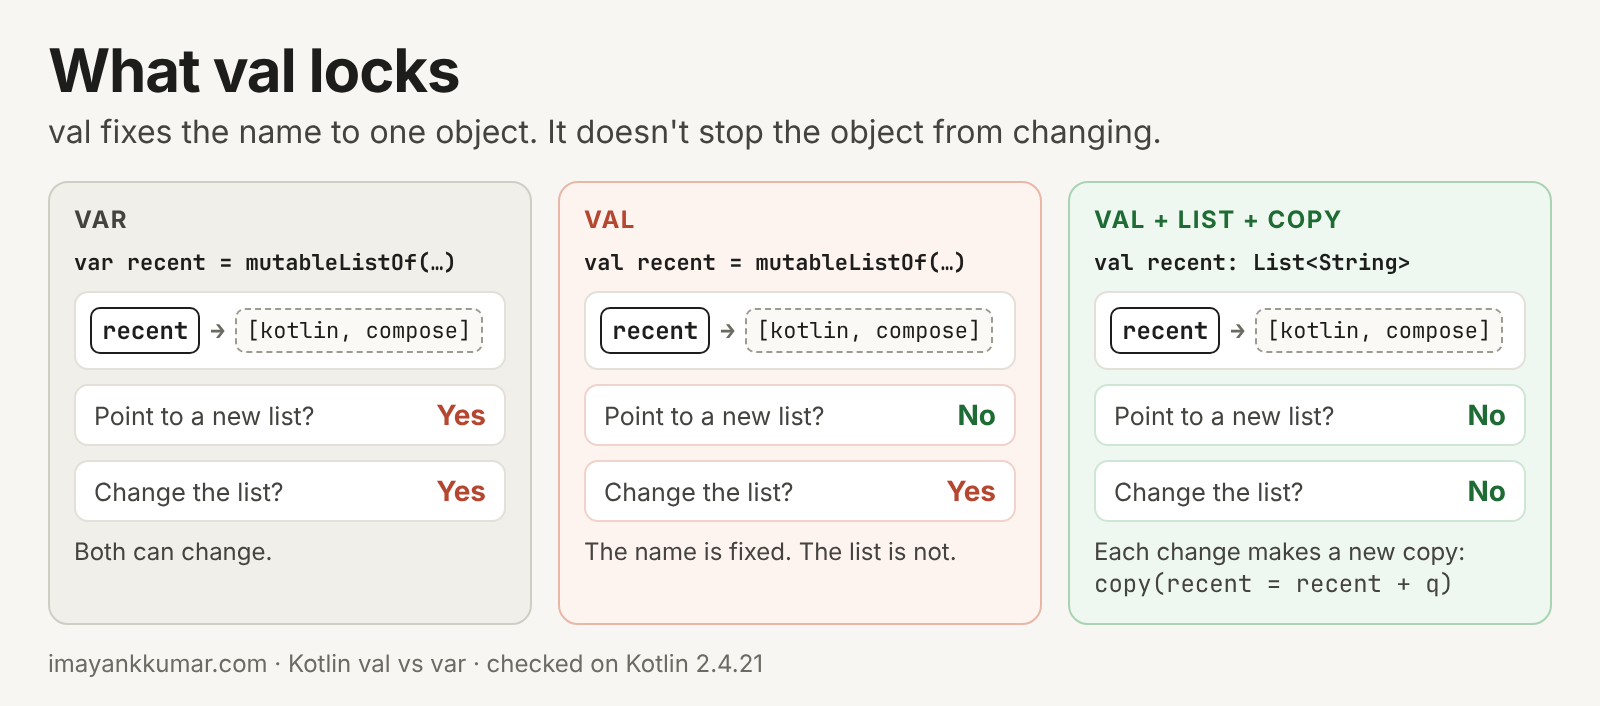 What val locks
val fixes the name to one object. It doesn't stop the object from changing.
VAR
var recent = mutableListOf(…)
recent → [kotlin, compose]
Point to a new list? Yes
Change the list? Yes
Both can change.
VAL
val recent = mutableListOf(…)
recent → [kotlin, compose]
Point to a new list? No
Change the list? Yes
The name is fixed. The list is not.
VAL + LIST + COPY
val recent: List<String>
recent → [kotlin, compose]
Point to a new list? No
Change the list? No
Each change makes a new copy:
copy(recent = recent + q)
imayankkumar.com · Kotlin val vs var · checked on Kotlin 2.4.21